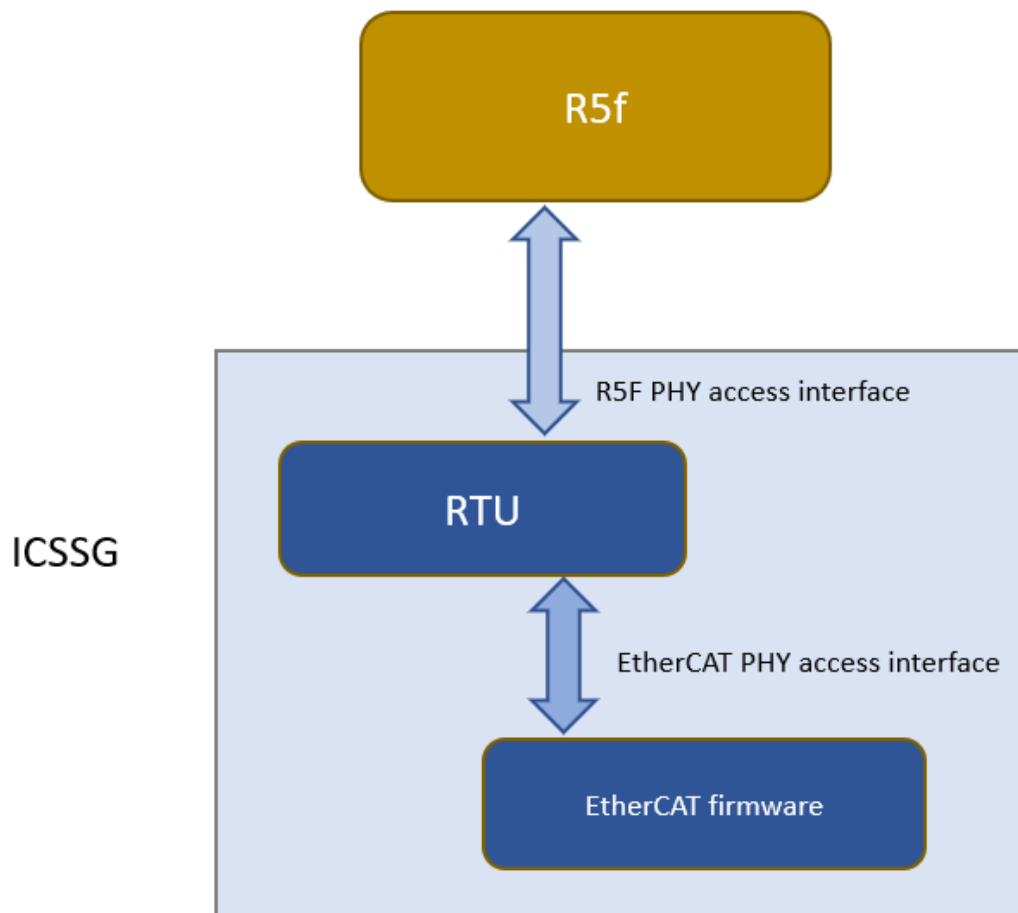 R5f
R5F PHY access interface
RTU
ICSSG
EtherCAT PHY access interface
EtherCAT firmware